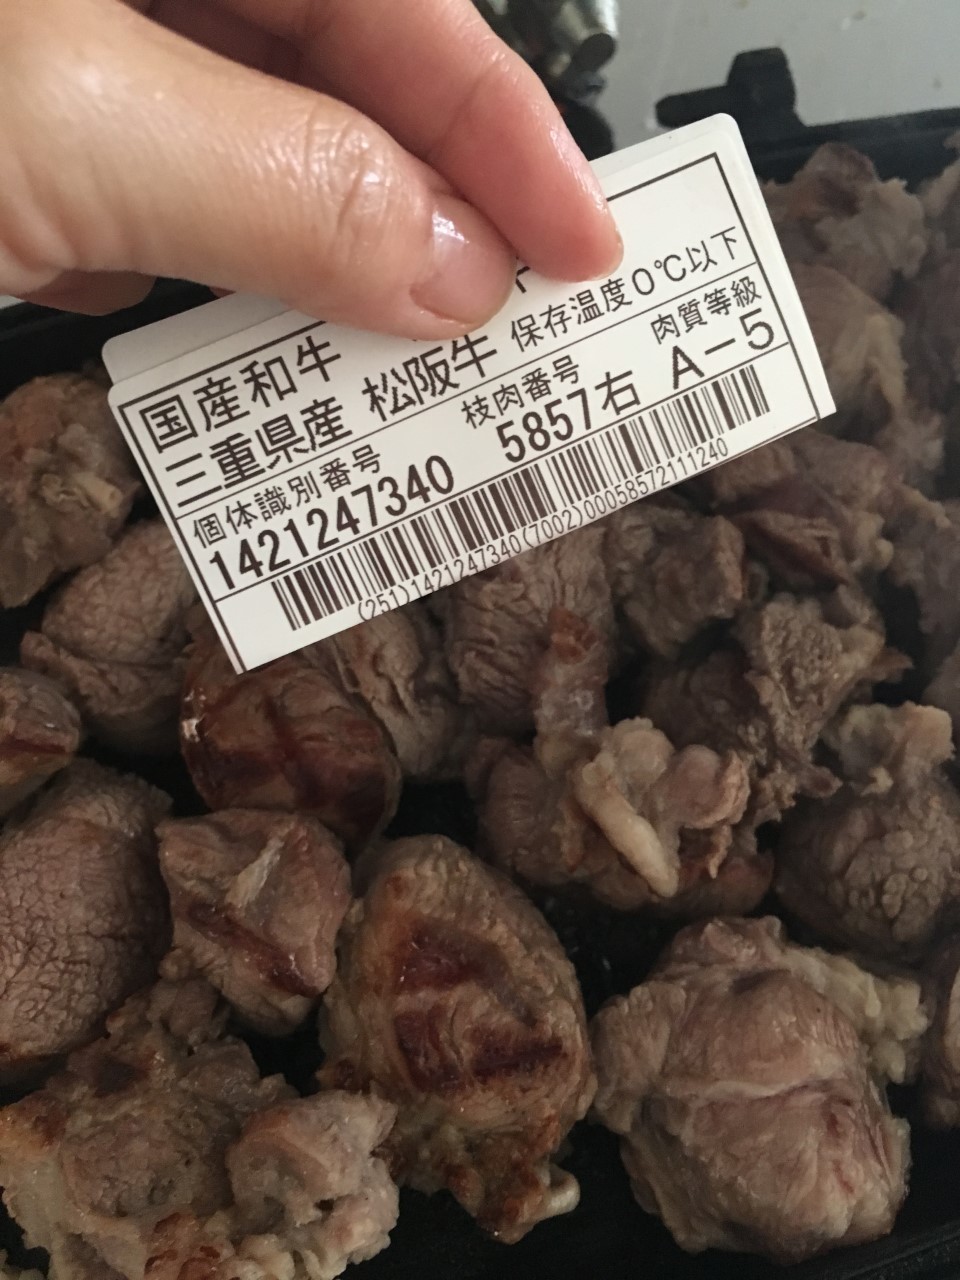 国産和牛 保存温度0℃以下
三重県産 松阪牛 肉質等級
個体識別番号 枝肉番号 A-5
1421247340 5857右
(251)1421247340(7002)00058572111240